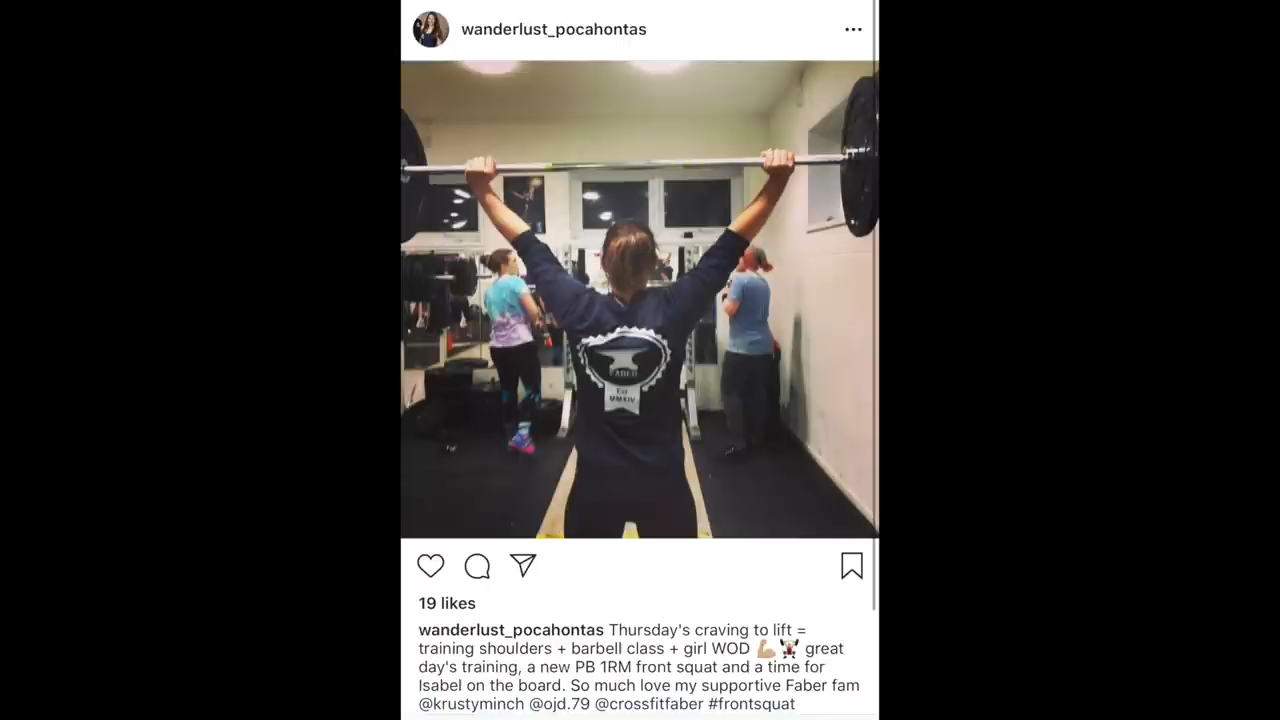 wanderlust_pocahontas
FABER
Est
MMXIV
19 likes
wanderlust_pocahontas Thursday's craving to lift =
training shoulders + barbell class + girl WOD 💪🏼🏋🏼 great
day's training, a new PB 1RM front squat and a time for
Isabel on the board. So much love my supportive Faber fam
@krustyminch @ojd.79 @crossfitfaber #frontsquat